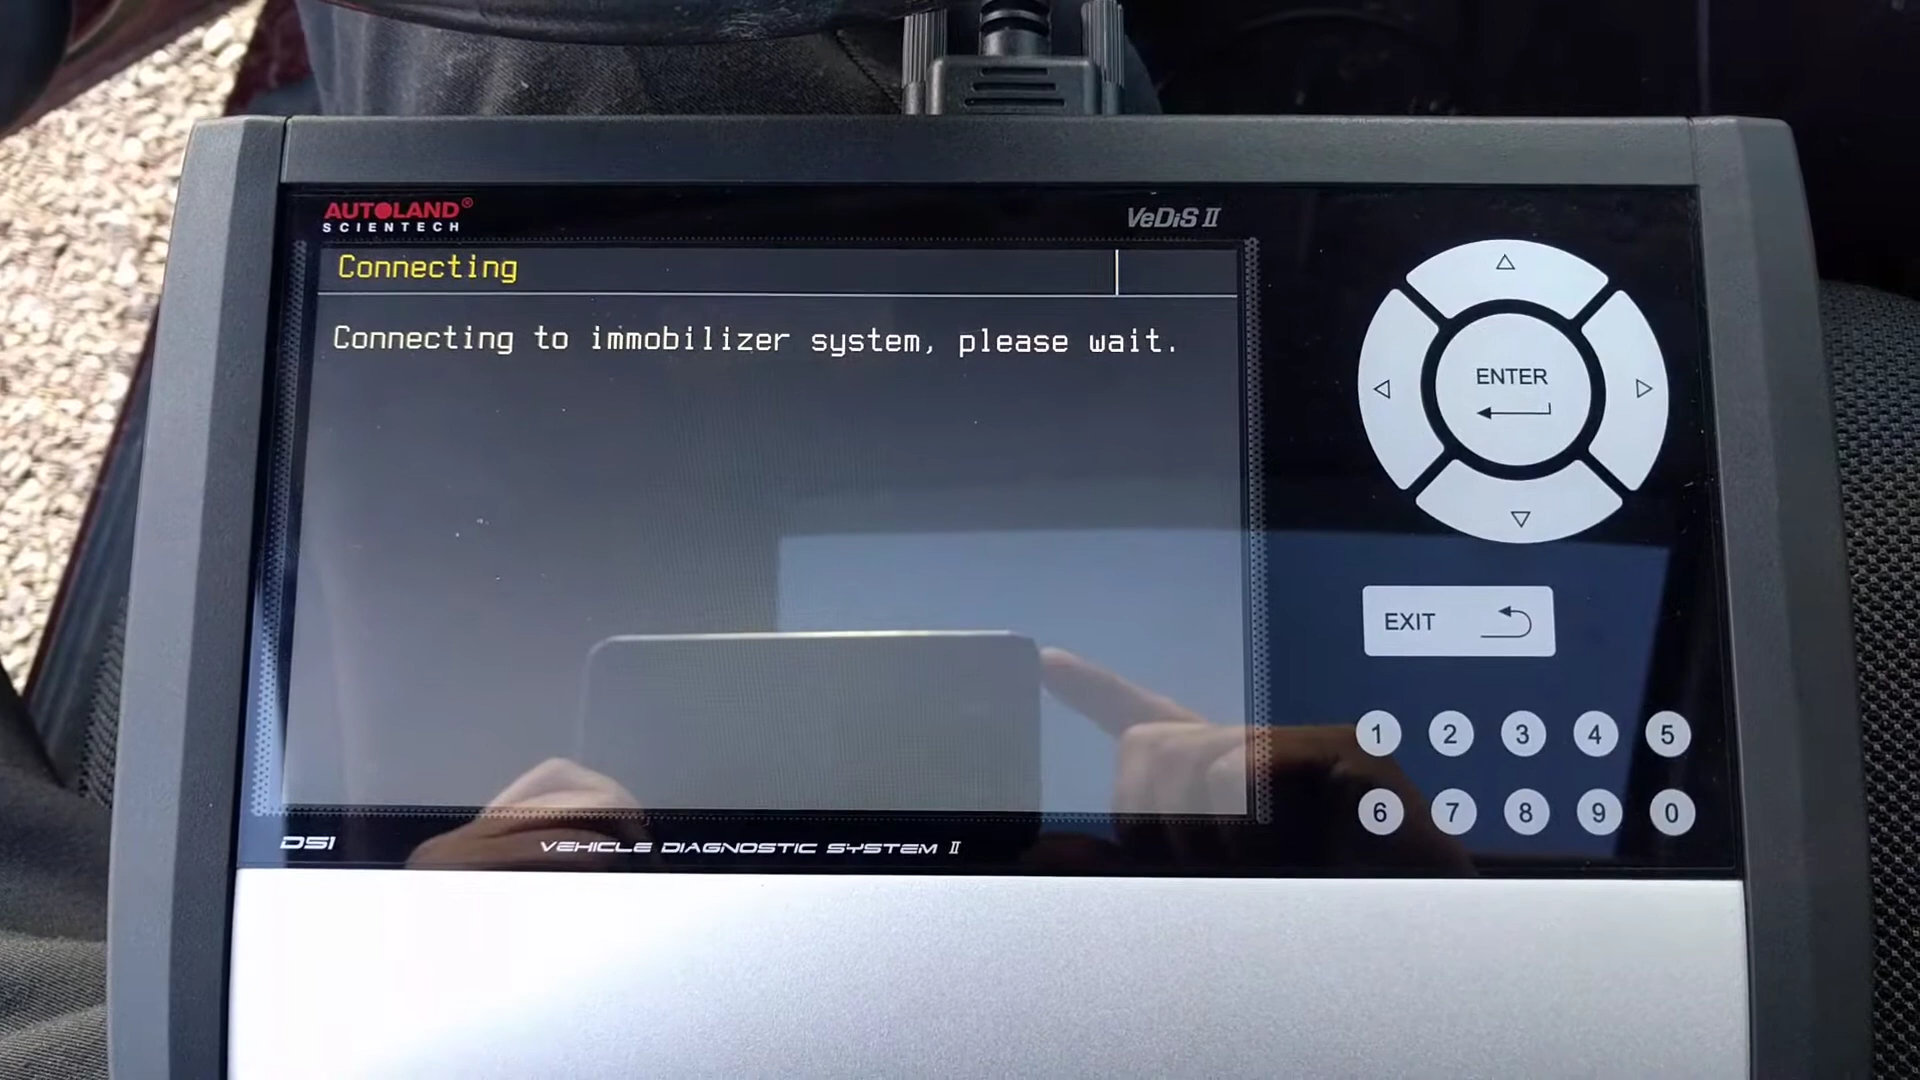 AUTOLAND®
SCIENTECH
VeDiS II
Connecting
Connecting to immobilizer system, please wait.
ENTER
EXIT
1 2 3 4 5
6 7 8 9 0
DSI
VEHICLE DIAGNOSTIC SYSTEM II